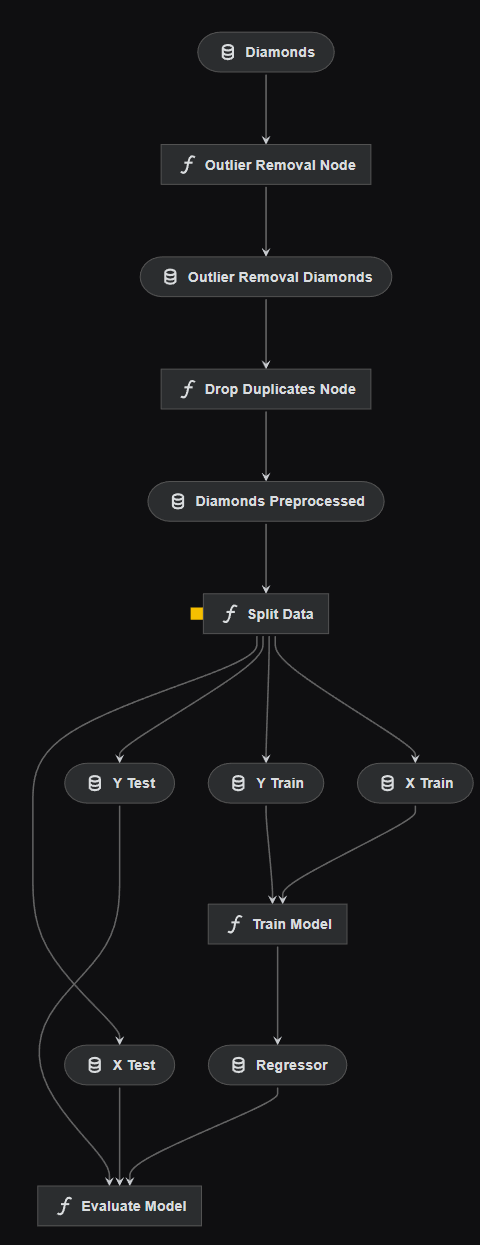 Diamonds
Outlier Removal Node
Outlier Removal Diamonds
Drop Duplicates Node
Diamonds Preprocessed
Split Data
Y Test
Y Train
X Train
Train Model
X Test
Regressor
Evaluate Model